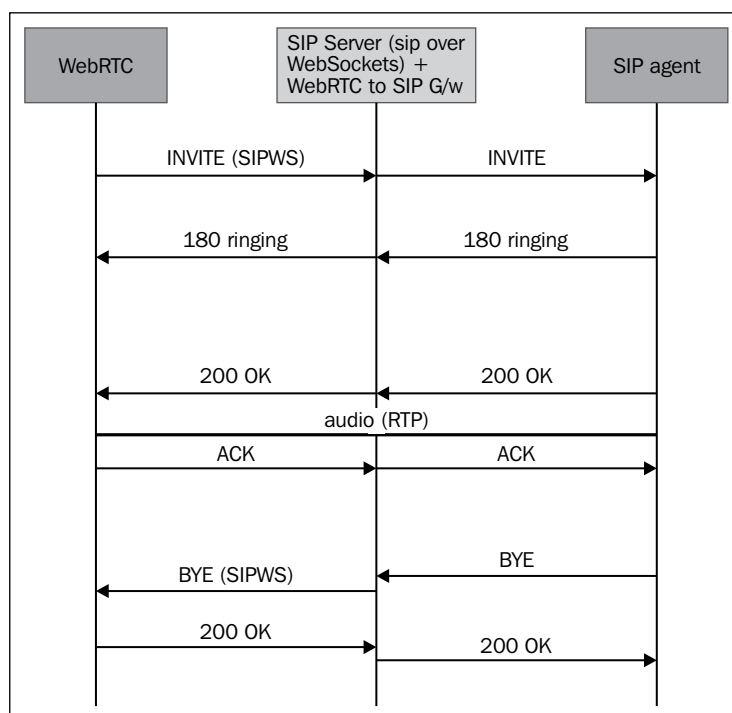 WebRTC
SIP Server (sip over
WebSockets) +
WebRTC to SIP G/w
SIP agent
INVITE (SIPWS)
INVITE
180 ringing
180 ringing
200 OK
200 OK
audio (RTP)
ACK
ACK
BYE
BYE (SIPWS)
200 OK
200 OK